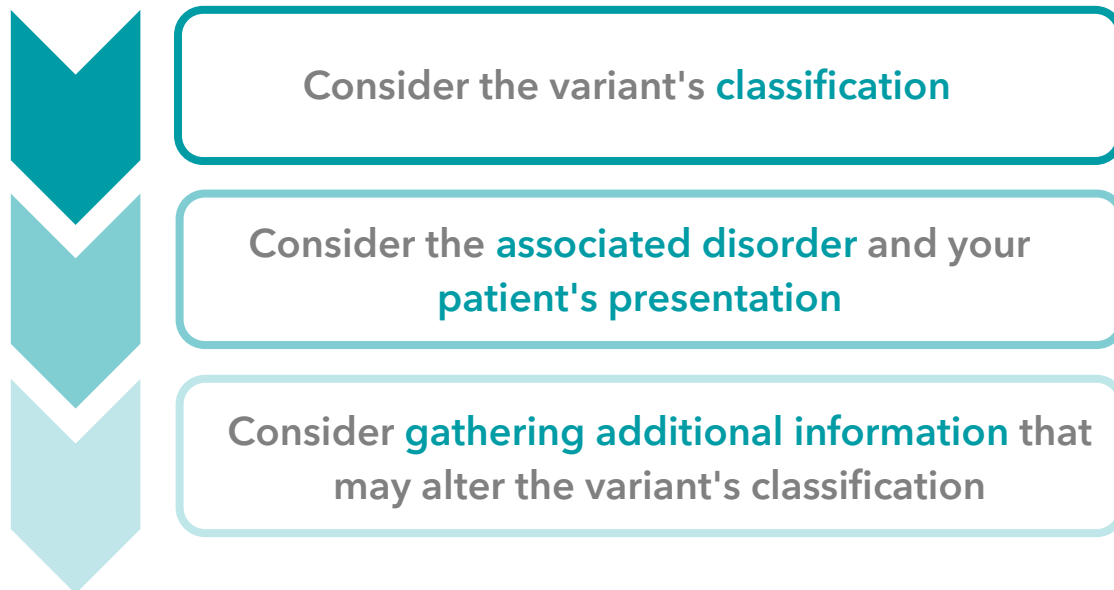 Consider the variant's classification
Consider the associated disorder and your
patient's presentation
Consider gathering additional information that
may alter the variant's classification